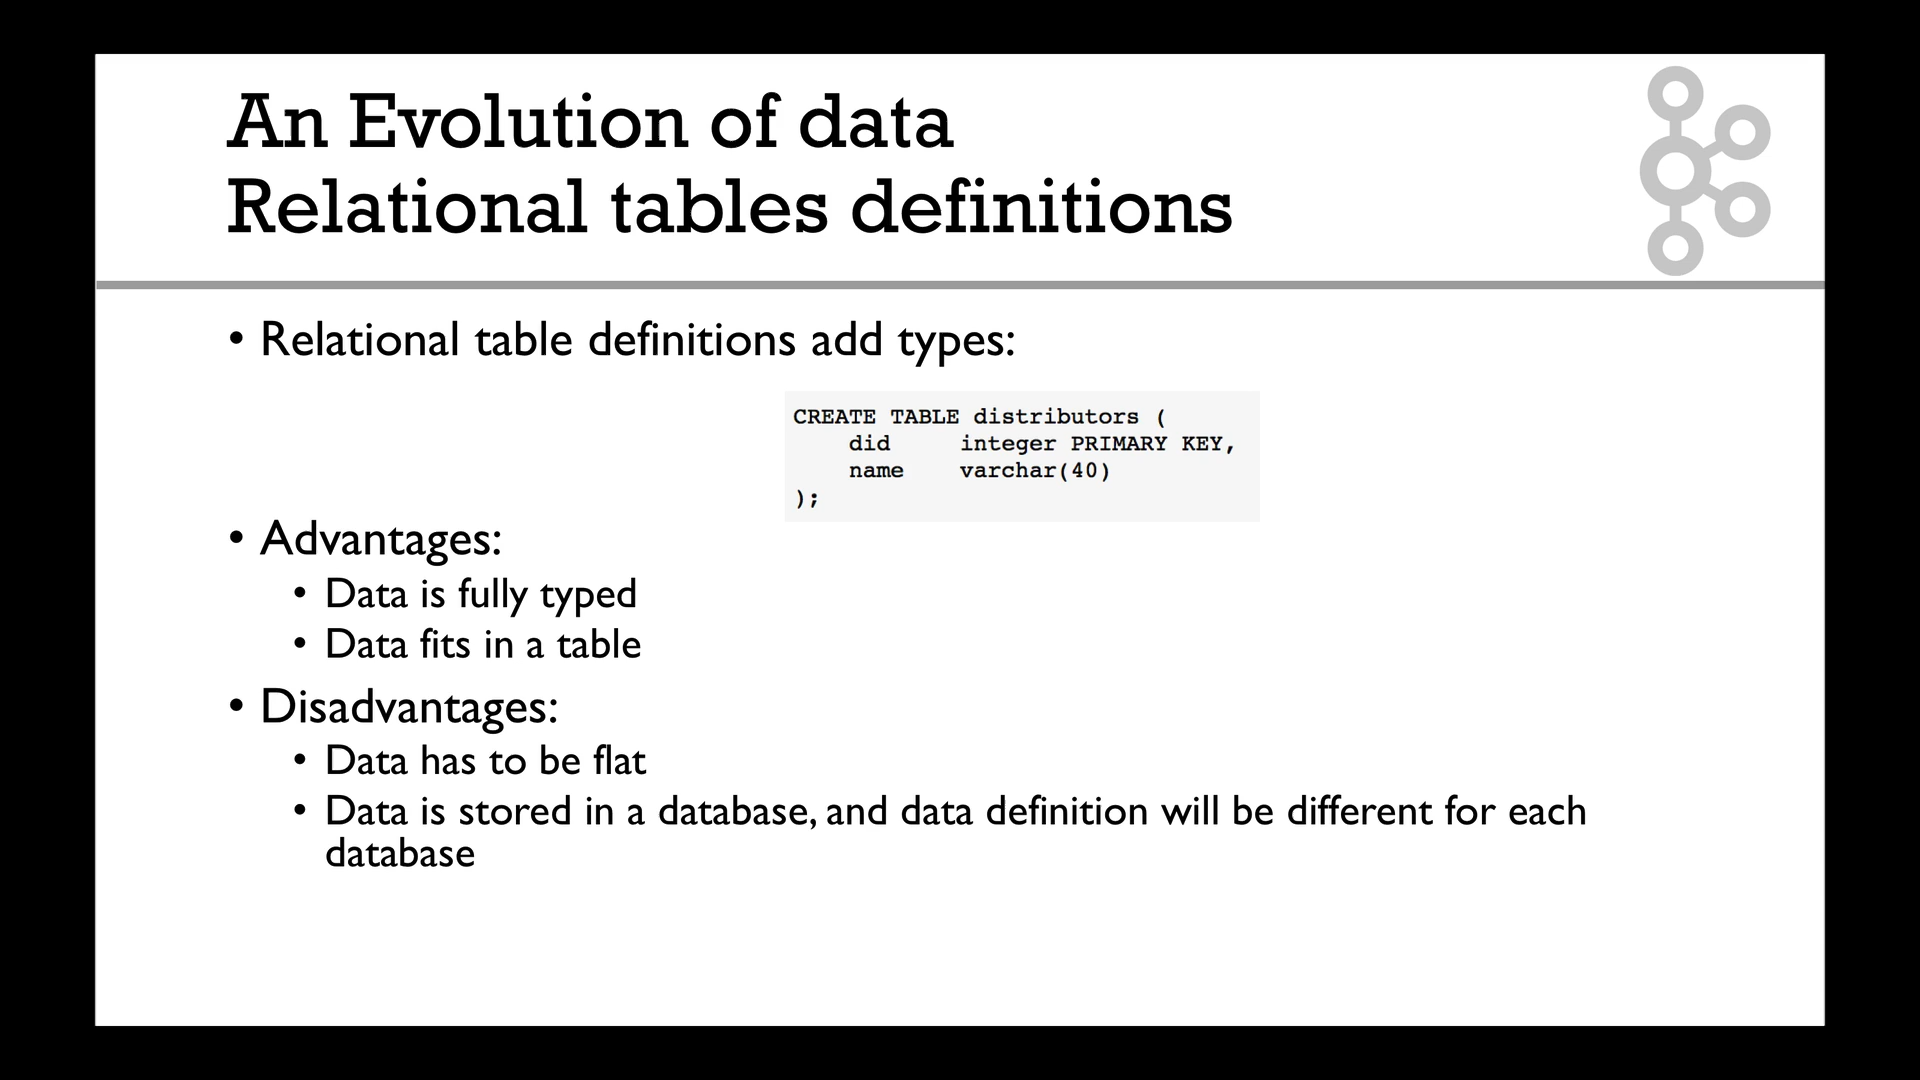 An Evolution of data
Relational tables definitions
• Relational table definitions add types:
CREATE TABLE distributors (
    did     integer PRIMARY KEY,
    name    varchar(40)
);
• Advantages:
• Data is fully typed
• Data fits in a table
• Disadvantages:
• Data has to be flat
• Data is stored in a database, and data definition will be different for each
database